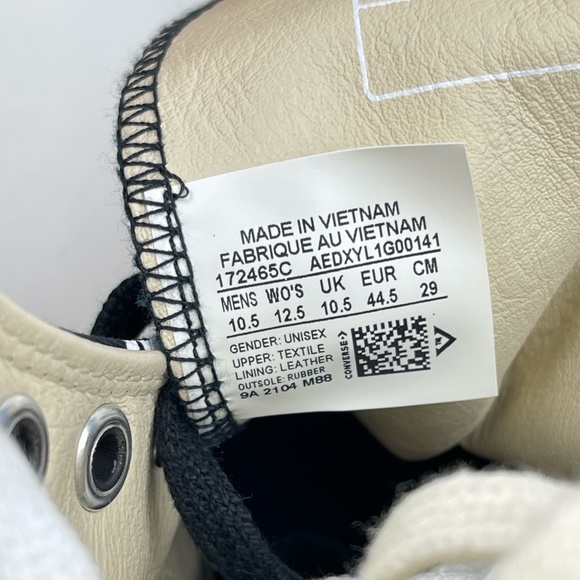 MADE IN VIETNAM
FABRIQUE AU VIETNAM
172465C AEDXYL1G00141
MENS WO'S UK EUR CM
10.5 12.5 10.5 44.5 29
GENDER: UNISEX
UPPER: TEXTILE
LINING: LEATHER
OUTSOLE: RUBBER
9A 2104 M88
CONVERSE